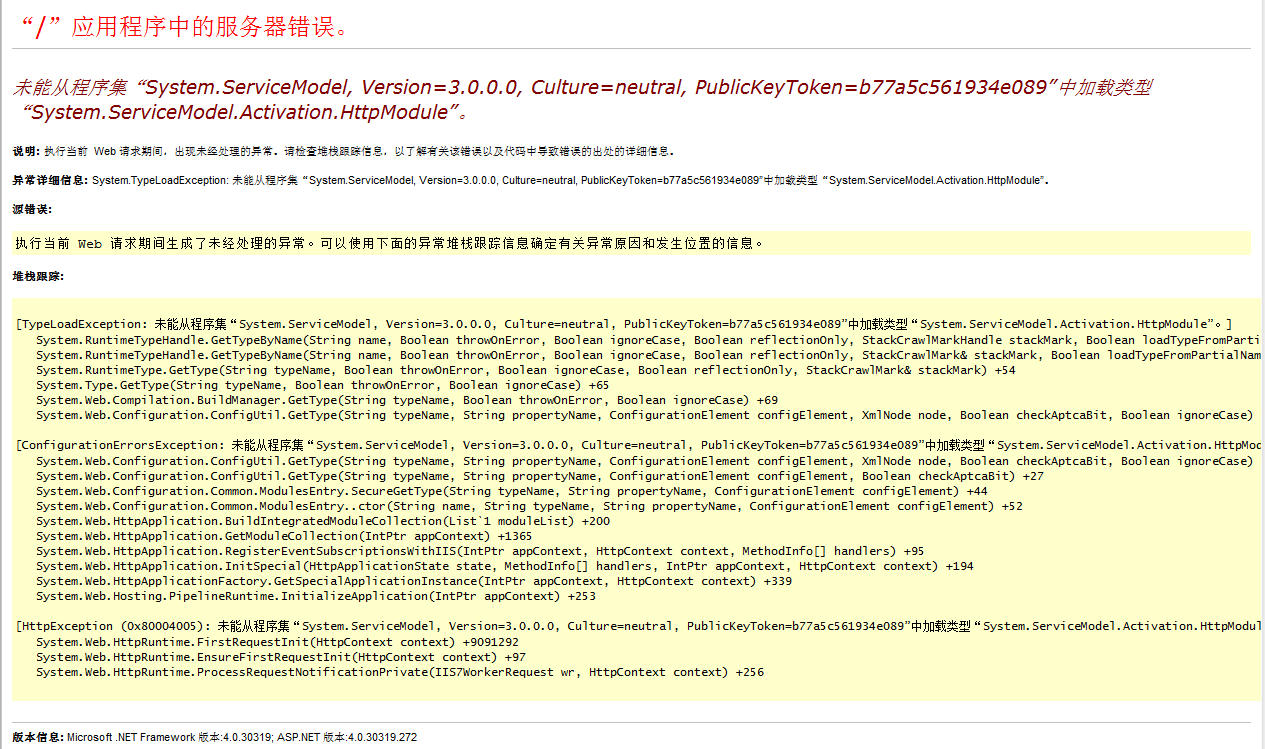 “/”应用程序中的服务器错误。
未能从程序集“System.ServiceModel, Version=3.0.0.0, Culture=neutral, PublicKeyToken=b77a5c561934e089”中加载类型
“System.ServiceModel.Activation.HttpModule”。
说明: 执行当前 Web 请求期间，出现未经处理的异常。请检查堆栈跟踪信息，以了解有关该错误以及代码中导致错误的出处的详细信息。
异常详细信息: System.TypeLoadException: 未能从程序集“System.ServiceModel, Version=3.0.0.0, Culture=neutral, PublicKeyToken=b77a5c561934e089”中加载类型“System.ServiceModel.Activation.HttpModule”。
源错误:
执行当前 Web 请求期间生成了未经处理的异常。可以使用下面的异常堆栈跟踪信息确定有关异常原因和发生位置的信息。
堆栈跟踪:
[TypeLoadException: 未能从程序集“System.ServiceModel, Version=3.0.0.0, Culture=neutral, PublicKeyToken=b77a5c561934e089”中加载类型“System.ServiceModel.Activation.HttpModule”。]
System.RuntimeTypeHandle.GetTypeByName(String name, Boolean throwOnError, Boolean ignoreCase, Boolean reflectionOnly, StackCrawlMarkHandle stackMark, Boolean loadTypeFromParti
System.RuntimeTypeHandle.GetTypeByName(String name, Boolean throwOnError, Boolean ignoreCase, Boolean reflectionOnly, StackCrawlMark& stackMark, Boolean loadTypeFromPartialNam
System.RuntimeType.GetType(String typeName, Boolean throwOnError, Boolean ignoreCase, Boolean reflectionOnly, StackCrawlMark& stackMark) +54
System.Type.GetType(String typeName, Boolean throwOnError, Boolean ignoreCase) +65
System.Web.Compilation.BuildManager.GetType(String typeName, Boolean throwOnError, Boolean ignoreCase) +69
System.Web.Configuration.ConfigUtil.GetType(String typeName, String propertyName, ConfigurationElement configElement, XmlNode node, Boolean checkAptcaBit, Boolean ignoreCase)
[ConfigurationErrorsException: 未能从程序集“System.ServiceModel, Version=3.0.0.0, Culture=neutral, PublicKeyToken=b77a5c561934e089”中加载类型“System.ServiceModel.Activation.HttpMod
System.Web.Configuration.ConfigUtil.GetType(String typeName, String propertyName, ConfigurationElement configElement, XmlNode node, Boolean checkAptcaBit, Boolean ignoreCase)
System.Web.Configuration.ConfigUtil.GetType(String typeName, String propertyName, ConfigurationElement configElement, Boolean checkAptcaBit) +27
System.Web.Configuration.Common.ModulesEntry.SecureGetType(String typeName, String propertyName, ConfigurationElement configElement) +44
System.Web.Configuration.Common.ModulesEntry..ctor(String name, String typeName, String propertyName, ConfigurationElement configElement) +52
System.Web.HttpApplication.BuildIntegratedModuleCollection(List`1 moduleList) +200
System.Web.HttpApplication.GetModuleCollection(IntPtr appContext) +1365
System.Web.HttpApplication.RegisterEventSubscriptionsWithIIS(IntPtr appContext, HttpContext context, MethodInfo[] handlers) +95
System.Web.HttpApplication.InitSpecial(HttpApplicationState state, MethodInfo[] handlers, IntPtr appContext, HttpContext context) +194
System.Web.HttpApplicationFactory.GetSpecialApplicationInstance(IntPtr appContext, HttpContext context) +339
System.Web.Hosting.PipelineRuntime.InitializeApplication(IntPtr appContext) +253
[HttpException (0x80004005): 未能从程序集“System.ServiceModel, Version=3.0.0.0, Culture=neutral, PublicKeyToken=b77a5c561934e089”中加载类型“System.ServiceModel.Activation.HttpModul
System.Web.HttpRuntime.FirstRequestInit(HttpContext context) +9091292
System.Web.HttpRuntime.EnsureFirstRequestInit(HttpContext context) +97
System.Web.HttpRuntime.ProcessRequestNotificationPrivate(IIS7WorkerRequest wr, HttpContext context) +256
版本信息: Microsoft .NET Framework 版本:4.0.30319; ASP.NET 版本:4.0.30319.272